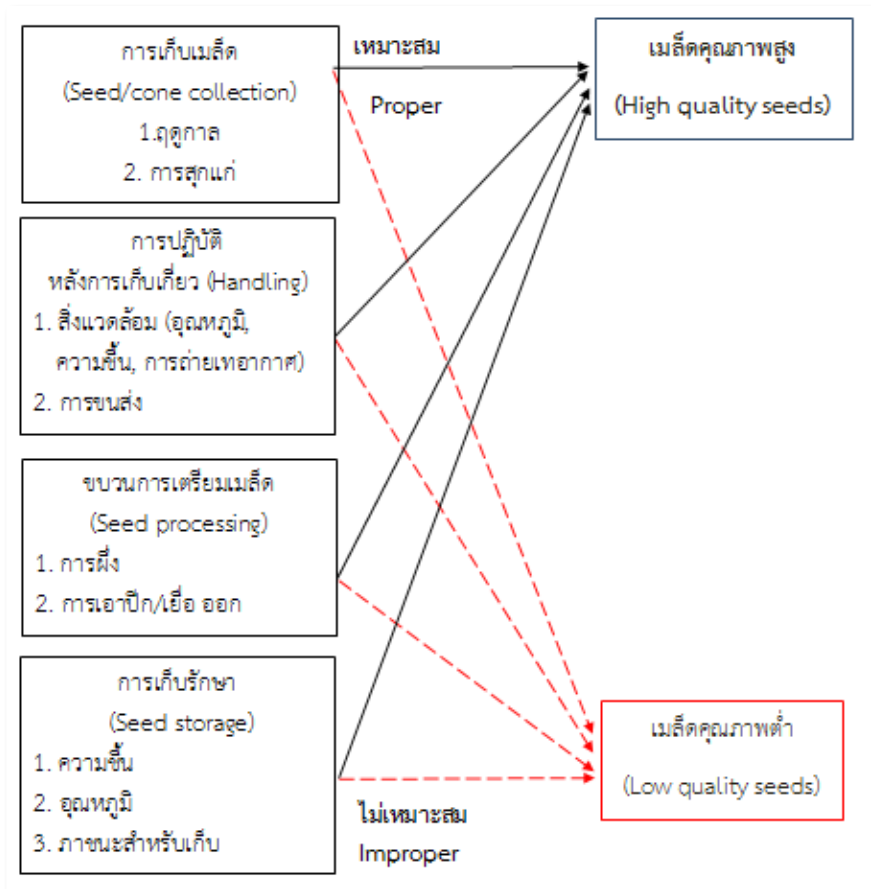 การเก็บเมล็ด
(Seed/cone collection)
1.ฤดูกาล
2. การสุกแก่
เหมาะสม
Proper
เมล็ดคุณภาพสูง
(High quality seeds)
การปฏิบัติ
หลังการเก็บเกี่ยว (Handling)
1. สิ่งแวดล้อม (อุณหภูมิ,
ความชื้น, การถ่ายเทอากาศ)
2. การขนส่ง
ขบวนการเตรียมเมล็ด
(Seed processing)
1. การผึ่ง
2. การเอาปีก/เยื่อ ออก
การเก็บรักษา
(Seed storage)
1. ความชื้น
2. อุณหภูมิ
3. ภาชนะสำหรับเก็บ
ไม่เหมาะสม
Improper
เมล็ดคุณภาพต่ำ
(Low quality seeds)